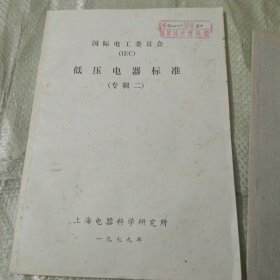 国际电工委员会
(IEC)
低压电器标准
(专辑二)
上海电器科学研究所
一九七九年